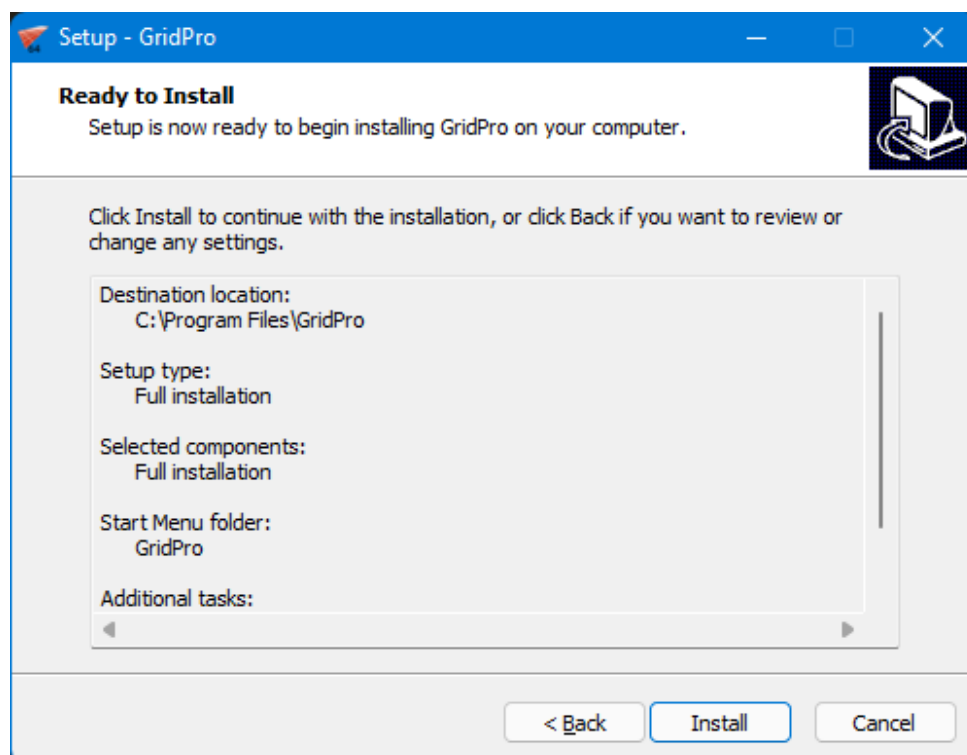 Setup - GridPro
Ready to Install
Setup is now ready to begin installing GridPro on your computer.
Click Install to continue with the installation, or click Back if you want to review or
change any settings.
Destination location:
C:\Program Files\GridPro
Setup type:
Full installation
Selected components:
Full installation
Start Menu folder:
GridPro
Additional tasks:
< Back
Install
Cancel